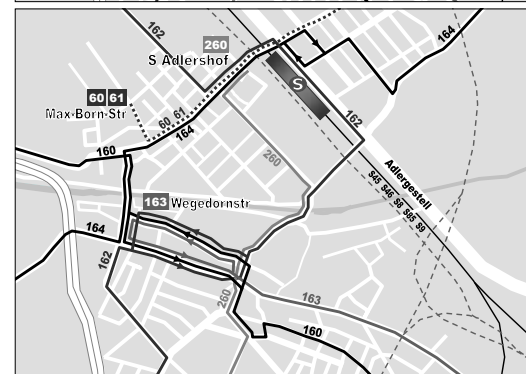 162
260
164
S Adlershof
S
60 61
Max-Born-Str
60 61
164
162
160
260
Adlergestell
S45 S46 S8 S85 S9
163 Wegedornstr
164
162
260
163
160